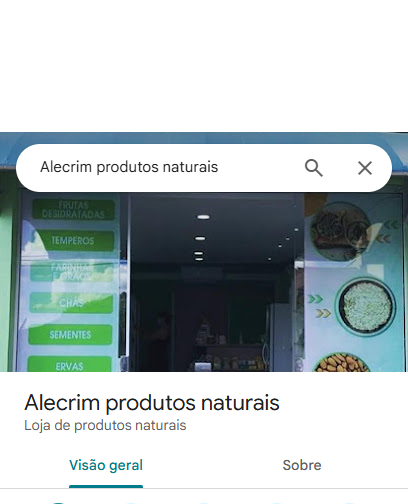 Alecrim produtos naturais
FRUTAS
DESIDRATADAS
TEMPEROS
FARINHAS
E GRÃOS
CHÁS
SEMENTES
ERVAS
Alecrim produtos naturais
Loja de produtos naturais
Visão geral
Sobre